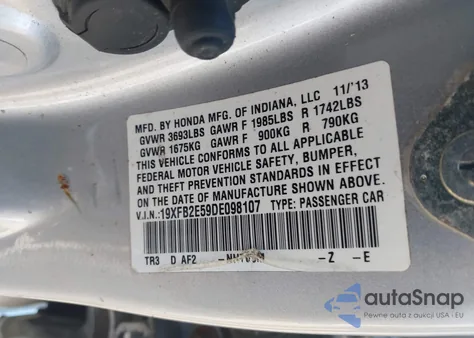 MFD. BY HONDA MFG. OF INDIANA, LLC 11/'13
GVWR 3693LBS GAWR F 1985LBS R 1742LBS
GVWR 1675KG GAWR F 900KG R 790KG
THIS VEHICLE CONFORMS TO ALL APPLICABLE
FEDERAL MOTOR VEHICLE SAFETY, BUMPER,
AND THEFT PREVENTION STANDARDS IN EFFECT
ON THE DATE OF MANUFACTURE SHOWN ABOVE.
V.I.N.:19XFB2E59DE098107 TYPE: PASSENGER CAR
TR3 D AF2 -Z -E
autoSnap
Pewne auta z USA - EU